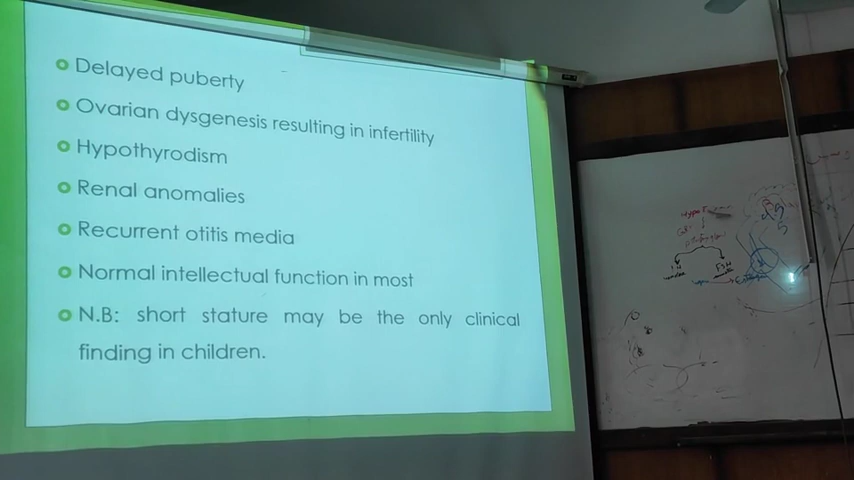 Delayed puberty
Ovarian dysgenesis resulting in infertility
Hypothyrodism
Renal anomalies
Recurrent otitis media
Normal intellectual function in most
N.B: short stature may be the only clinical
finding in children.